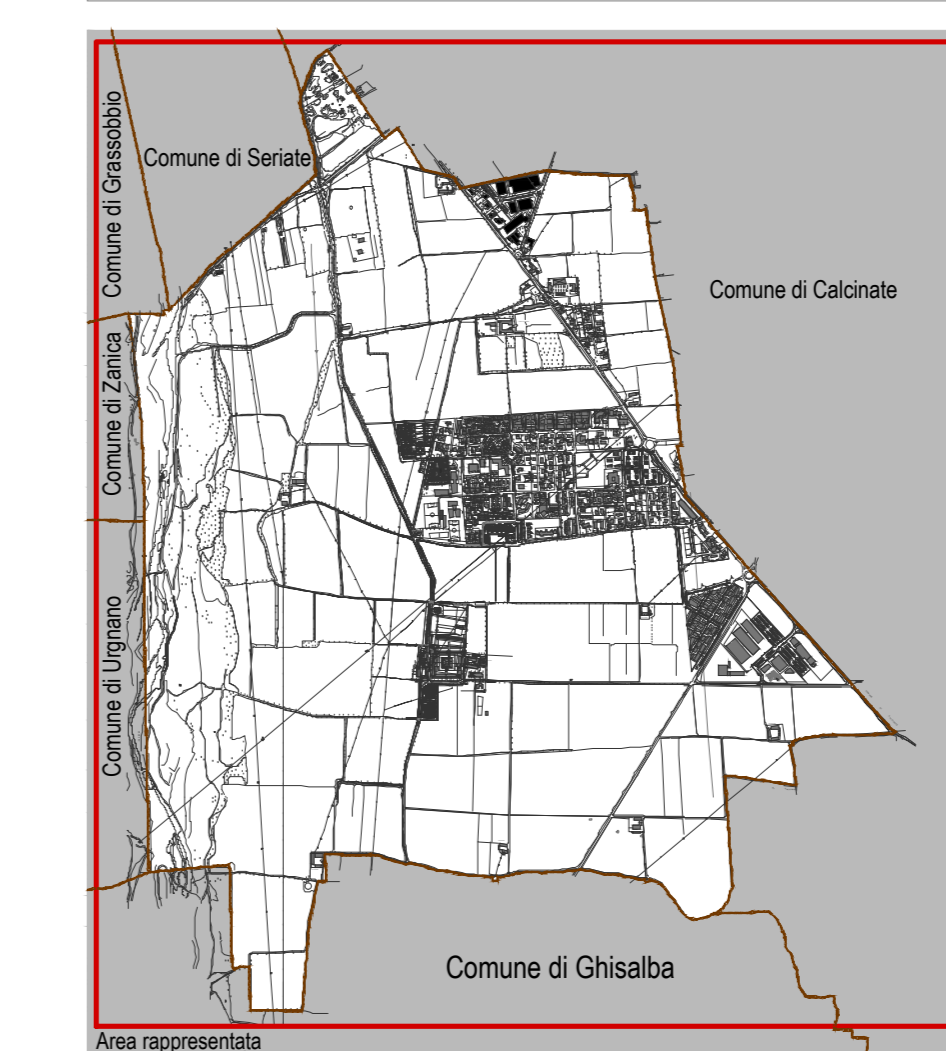 Comune di Grassobbio
Comune di Seriate
Comune di Calcinate
Comune di Zanica
Comune di Urgnano
Comune di Ghisalba
Area rappresentata